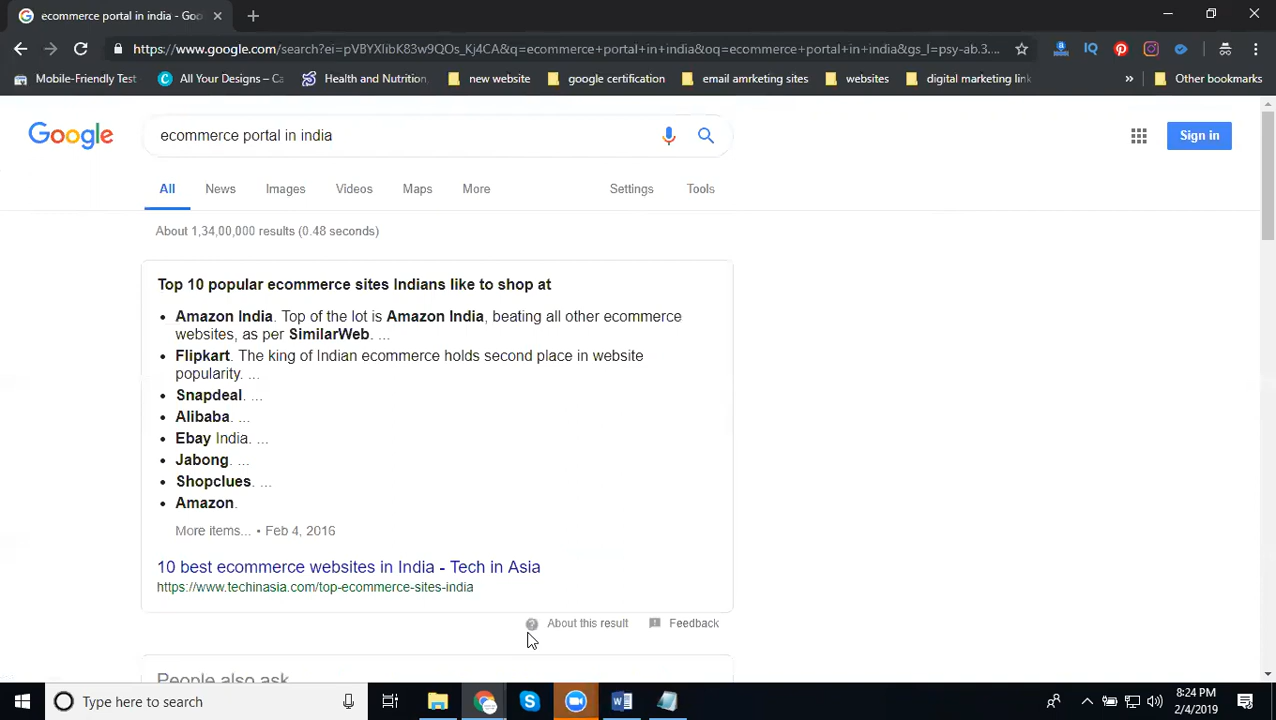 ecommerce portal in india - Goo
https://www.google.com/search?ei=pVBYXIibK83w9QOs_Kj4CA&q=ecommerce+portal+in+india&oq=ecommerce+portal+in+india&gs_l=psy-ab.3....
Mobile-Friendly Test
All Your Designs – Ca
Health and Nutrition
new website
google certification
email amrketing sites
websites
digital marketing link
»
Other bookmarks
Google
ecommerce portal in india
Sign in
All
News
Images
Videos
Maps
More
Settings
Tools
About 1,34,00,000 results (0.48 seconds)
Top 10 popular ecommerce sites Indians like to shop at
• Amazon India. Top of the lot is Amazon India, beating all other ecommerce
websites, as per SimilarWeb. ...
• Flipkart. The king of Indian ecommerce holds second place in website
popularity. ...
• Snapdeal. ...
• Alibaba. ...
• Ebay India. ...
• Jabong. ...
• Shopclues. ...
• Amazon.
More items... • Feb 4, 2016
10 best ecommerce websites in India - Tech in Asia
https://www.techinasia.com/top-ecommerce-sites-india
About this result
Feedback
People also ask
Type here to search
8:24 PM
2/4/2019